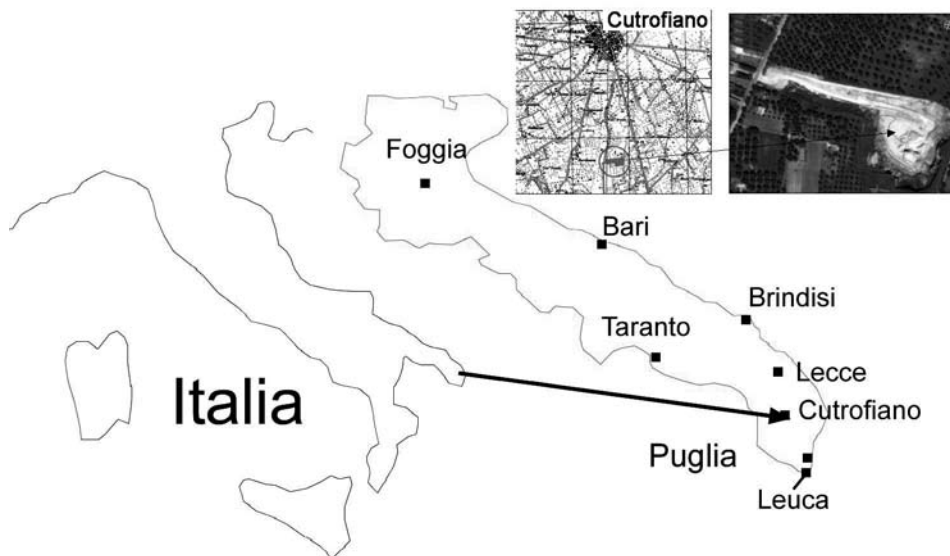 Cutrofiano
Foggia
Bari
Brindisi
Taranto
Lecce
Cutrofiano
Italia
Puglia
Leuca